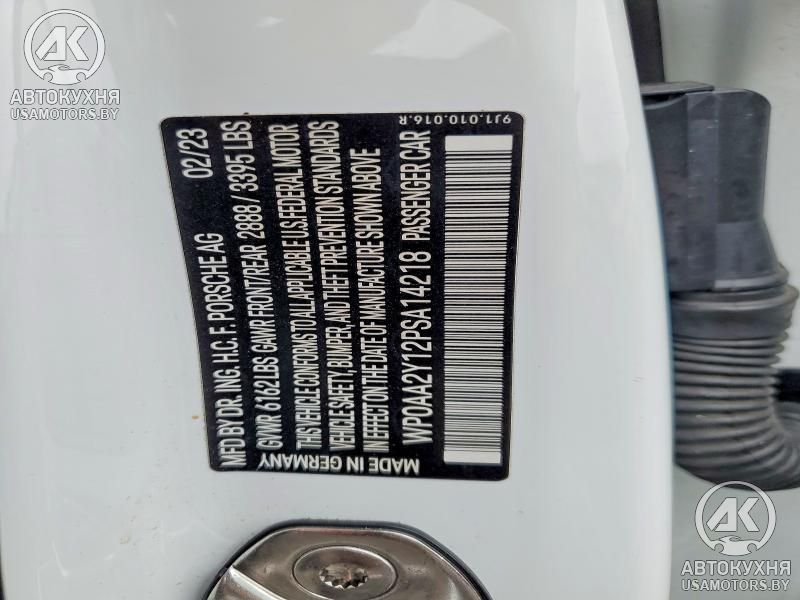 AK
АВТОКУХНЯ
USAMOTORS.BY
MFD BY DR. ING. H.C. F. PORSCHE AG 02/23
GVWR 6162 LBS GAWR FRONT/REAR 2888 / 3395 LBS
THIS VEHICLE CONFORMS TO ALL APPLICABLE U.S. FEDERAL MOTOR
VEHICLE SAFETY, BUMPER, AND THEFT PREVENTION STANDARDS
IN EFFECT ON THE DATE OF MANUFACTURE SHOWN ABOVE
WP0AA2Y12PSA14218 PASSENGER CAR
MADE IN GERMANY 9J1.010.016.R
AK
АВТОКУХНЯ
USAMOTORS.BY